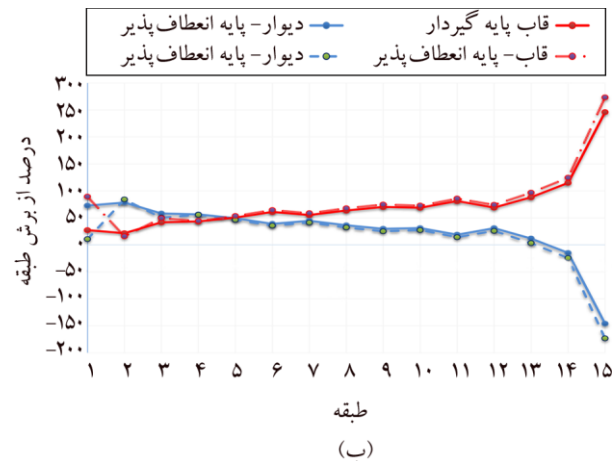 قاب پایه گیردار دیوار- پایه انعطاف‌پذیر
قاب- پایه انعطاف‌پذیر دیوار- پایه انعطاف‌پذیر
درصد از برش طبقه
۳۰۰
۲۵۰
۲۰۰
۱۵۰
۱۰۰
۵۰
۰
-۵۰
-۱۰۰
-۱۵۰
-۲۰۰
۱ ۲ ۳ ۴ ۵ ۶ ۷ ۸ ۹ ۱۰ ۱۱ ۱۲ ۱۳ ۱۴ ۱۵
طبقه
(ب)